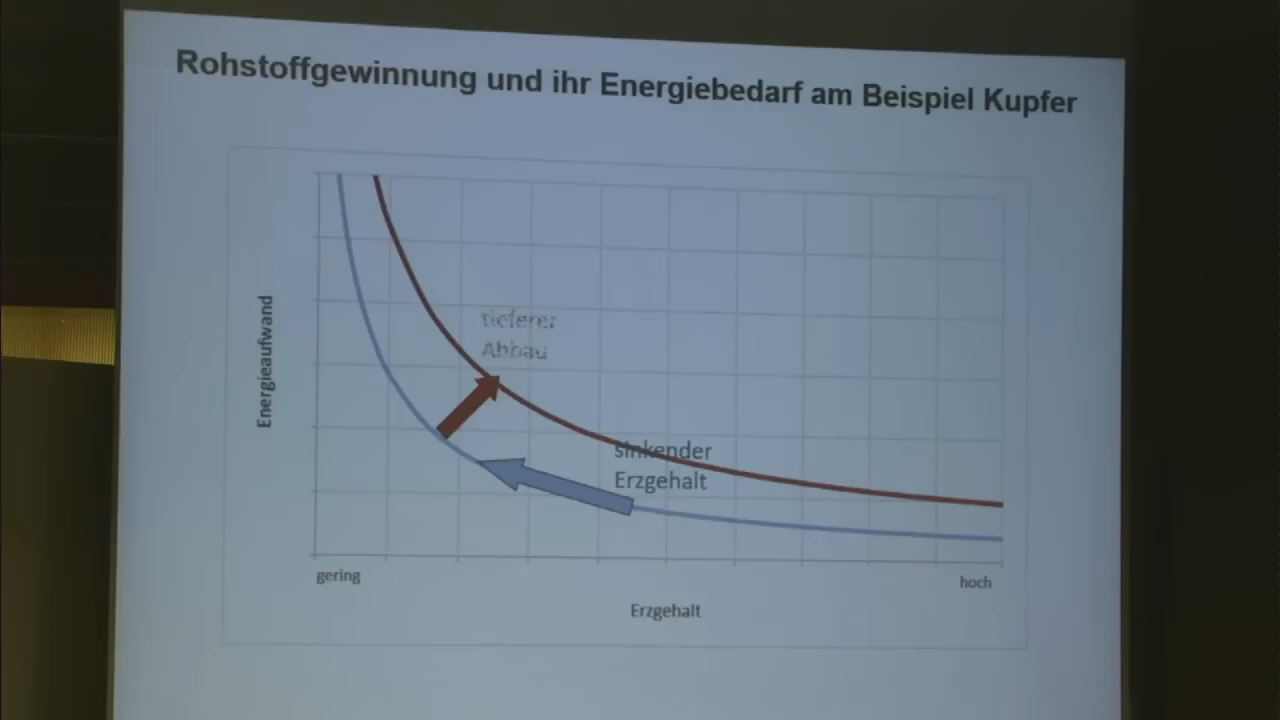 Rohstoffgewinnung und ihr Energiebedarf am Beispiel Kupfer
Energieaufwand
tieferer
Abbau
sinkender
Erzgehalt
gering
hoch
Erzgehalt